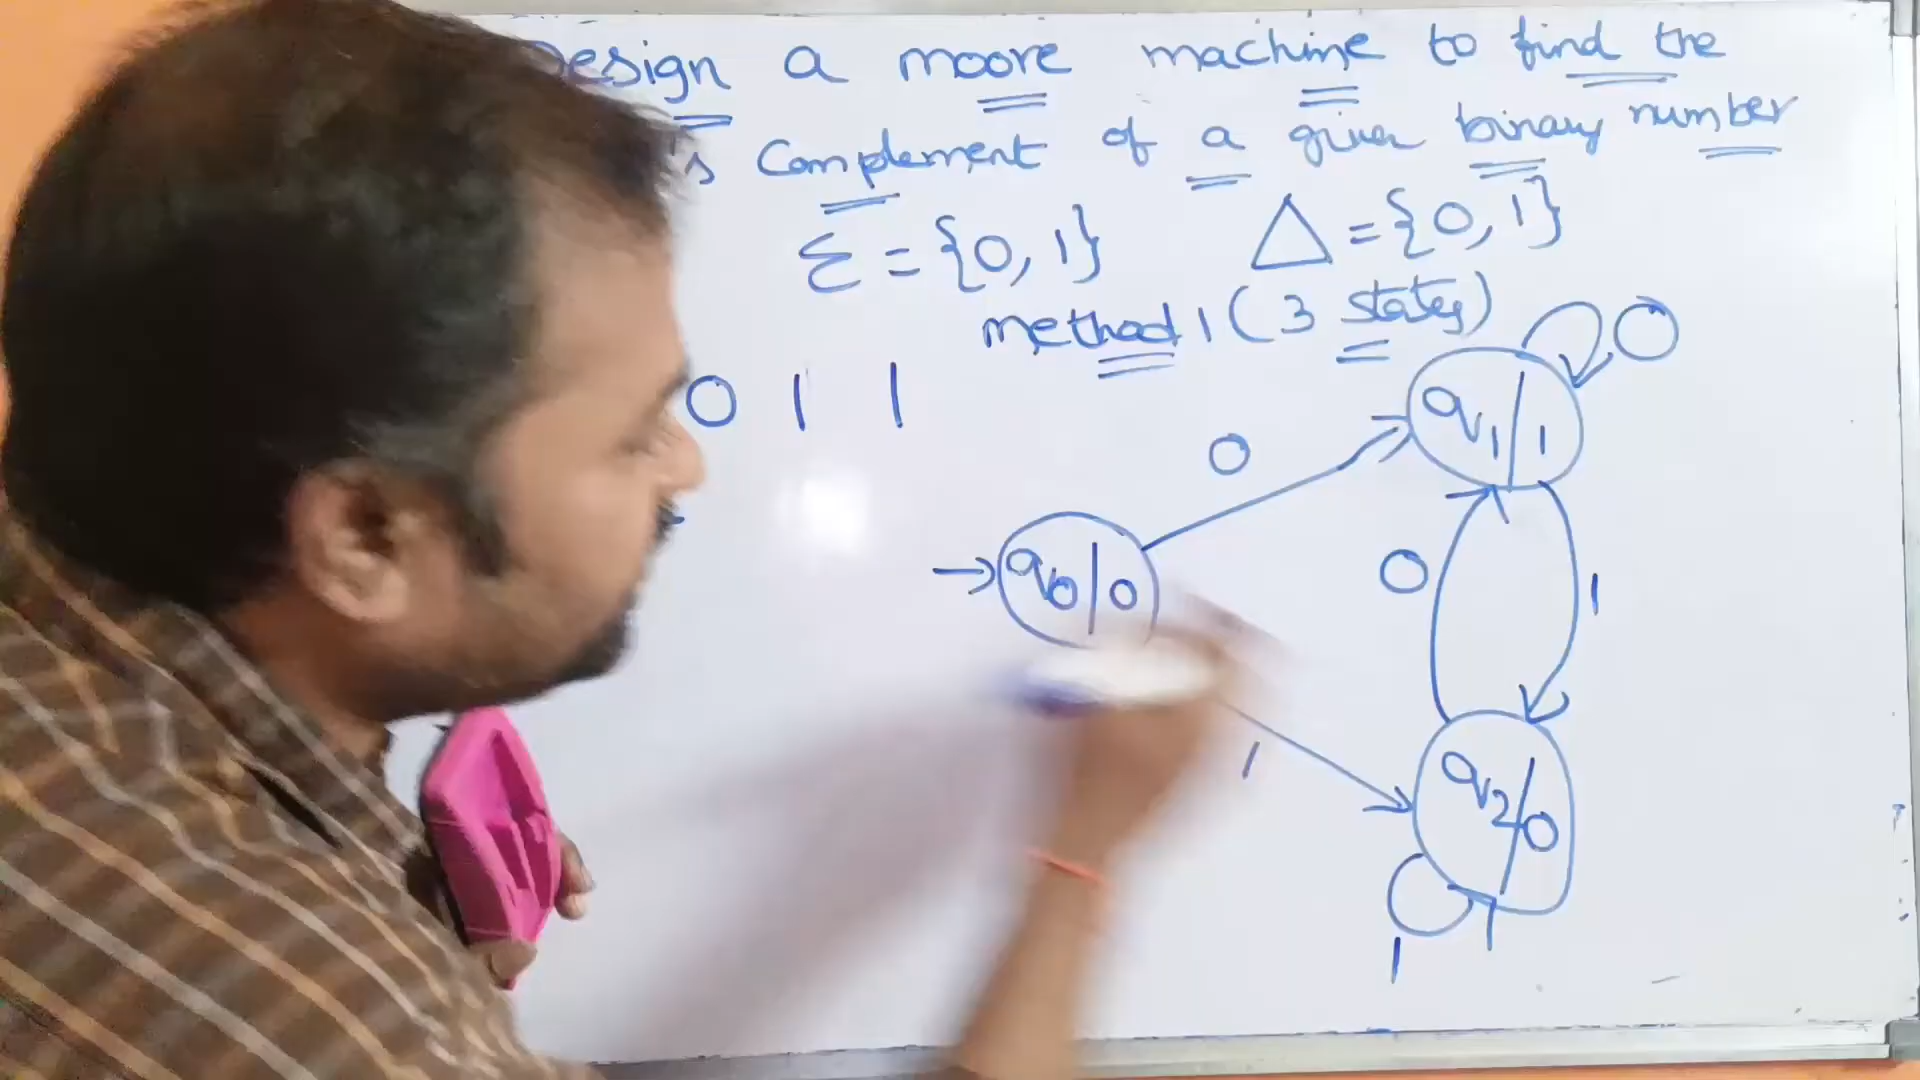 Design a moore machine to find the
's complement of a given binary number
Σ = {0, 1} Δ = {0, 1}
method 1 ( 3 states)
0 1 1
0
q1/1
0
q0/0
0
1
1
q2/0
1